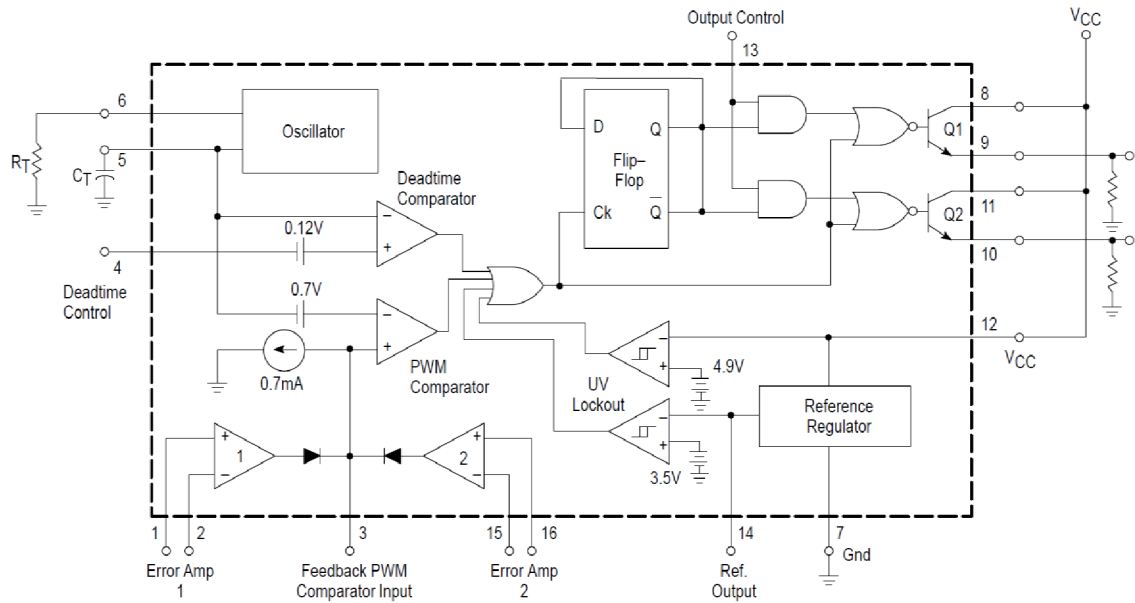 Output Control
13
VCC
6
Oscillator
5
RT
CT
D
Q
Flip–
Flop
Ck
Q
8
Q1
9
11
Q2
10
Deadtime
Comparator
0.12V
–
+
4
Deadtime
Control
0.7V
–
+
0.7mA
PWM
Comparator
UV
Lockout
–
+
4.9V
–
+
3.5V
12
VCC
Reference
Regulator
+
1
–
+
2
–
1
2
3
15
16
14
7
Gnd
Error Amp
1
Feedback PWM
Comparator Input
Error Amp
2
Ref.
Output